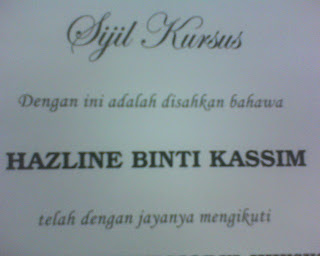 Sijil Kursus
Dengan ini adalah disahkan bahawa
HAZLINE BINTI KASSIM
telah dengan jayanya mengikuti